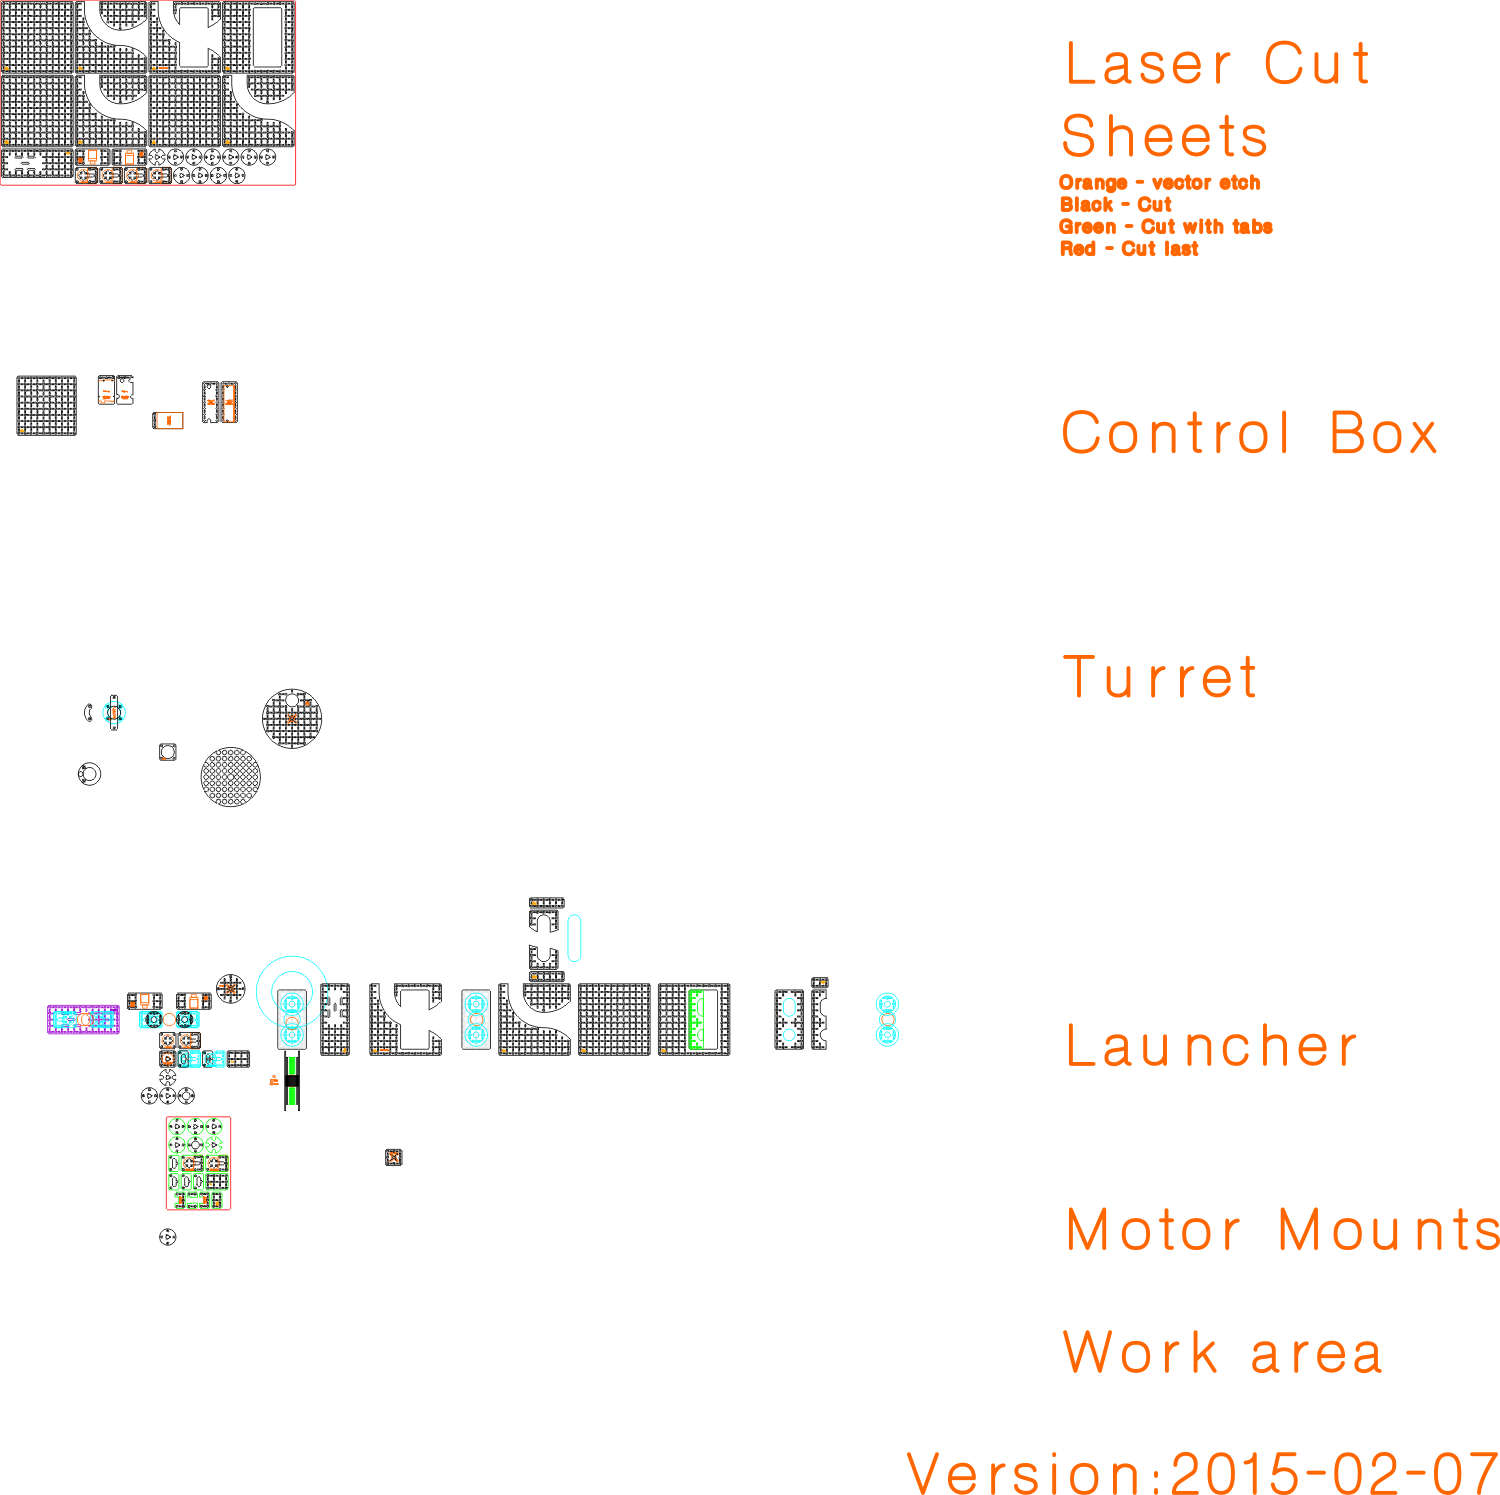 Laser Cut
Sheets
Orange - vector etch
Black - Cut
Green - Cut with tabs
Red - Cut last
Control Box
Turret
Launcher
Motor Mounts
Work area
Version:2015-02-07